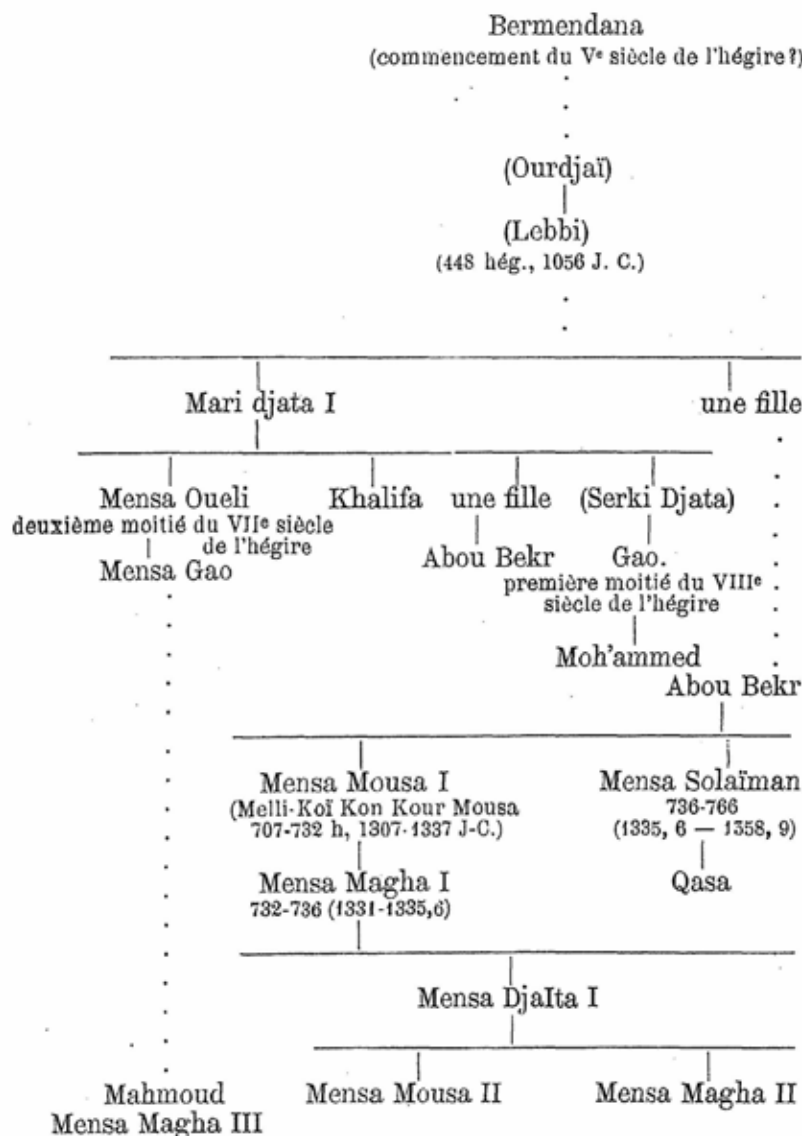 Bermendana
(commencement du Vᵉ siècle de l'hégire?)
(Ourdjaï)
(Lebbi)
(448 hég., 1056 J. C.)
Mari djata I
une fille
Mensa Oueli
Khalifa
une fille
(Serki Djata)
deuxième moitié du VIIᵉ siècle
de l'hégire
Mensa Gao
Abou Bekr
Gao.
première moitié du VIIIᵉ
siècle de l'hégire
Moh'ammed
Abou Bekr
Mensa Mousa I
(Melli-Koï Kon Kour Mousa
707-732 h, 1307-1337 J-C.)
Mensa Solaïman
736-766
(1335, 6 — 1358, 9)
Mensa Magha I
732-736 (1331-1335,6)
Qasa
Mensa DjaIta I
Mahmoud
Mensa Magha III
Mensa Mousa II
Mensa Magha II